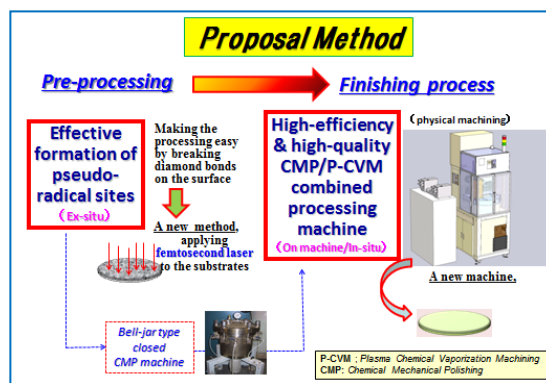 Proposal Method
Pre-processing
Finishing process
Effective
formation of
pseudo-
radical sites
(Ex-situ)
Making the
processing easy
by breaking
diamond bonds
on the surface
A new method,
applying
femtosecond laser
to the substrates
High-efficiency
& high-quality
CMP/P-CVM
combined
processing
machine
(On machine/In-situ)
(physical machining)
A new machine,
Bell-jar type
closed
CMP machine
P-CVM ; Plasma Chemical Vaporization Machining
CMP: Chemical Mechanical Polishing